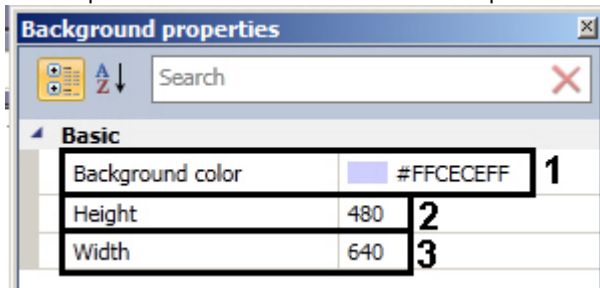 Background properties
A
Z
Search
Basic
Background color #FFCECEFF 1
Height 480 2
Width 640 3